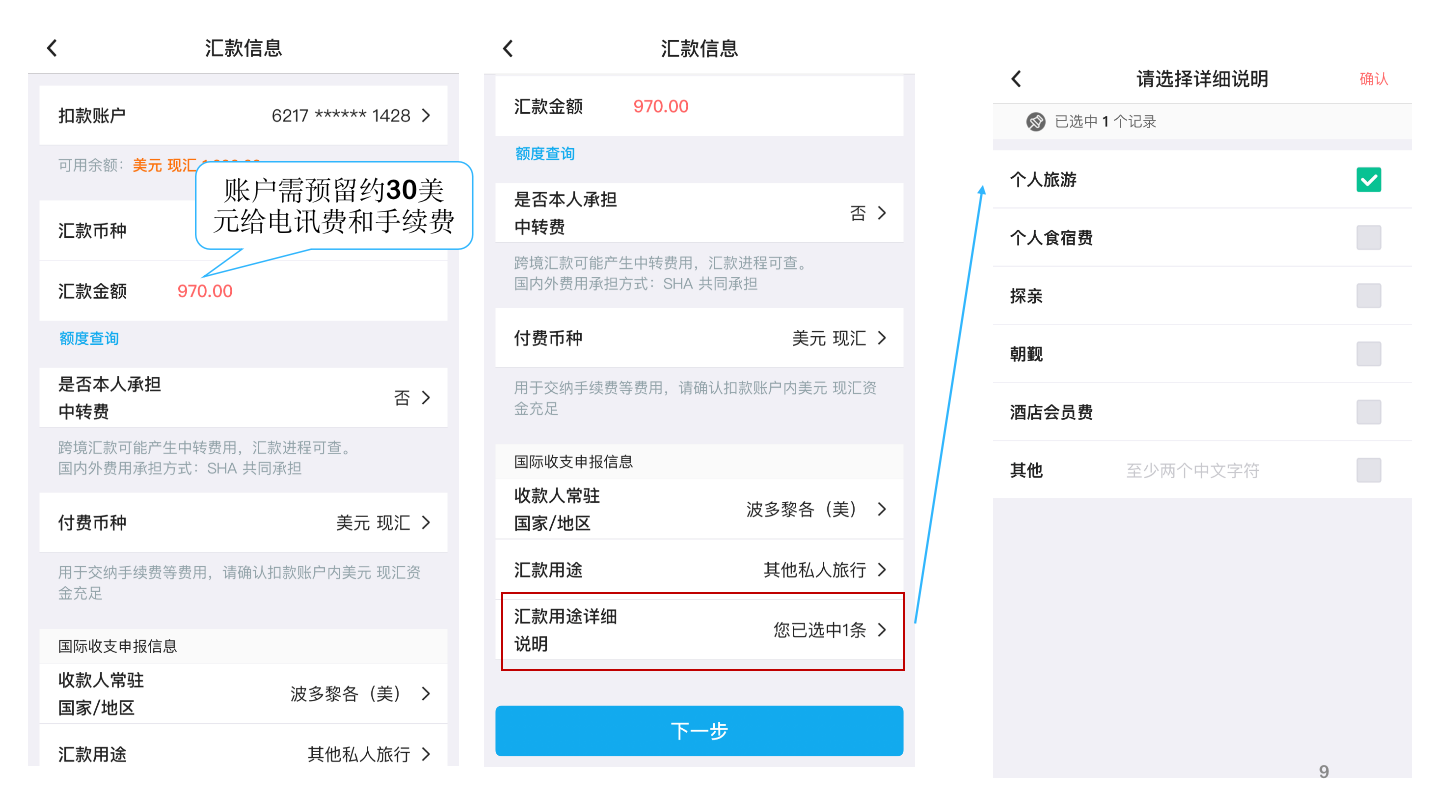 汇款信息
扣款账户 6217 ****** 1428
可用余额：美元 现汇
账户需预留约30美
元给电讯费和手续费
汇款币种
汇款金额 970.00
额度查询
是否本人承担
中转费
否
跨境汇款可能产生中转费用，汇款进程可查。
国内外费用承担方式：SHA 共同承担
付费币种 美元 现汇
用于交纳手续费等费用，请确认扣款账户内美元 现汇资
金充足
国际收支申报信息
收款人常驻
国家/地区
波多黎各（美）
汇款用途 其他私人旅行
汇款信息
汇款金额 970.00
额度查询
是否本人承担
中转费
否
跨境汇款可能产生中转费用，汇款进程可查。
国内外费用承担方式：SHA 共同承担
付费币种 美元 现汇
用于交纳手续费等费用，请确认扣款账户内美元 现汇资
金充足
国际收支申报信息
收款人常驻
国家/地区
波多黎各（美）
汇款用途 其他私人旅行
汇款用途详细
说明
您已选中1条
下一步
请选择详细说明 确认
已选中 1 个记录
个人旅游
个人食宿费
探亲
朝觐
酒店会员费
其他 至少两个中文字符
9